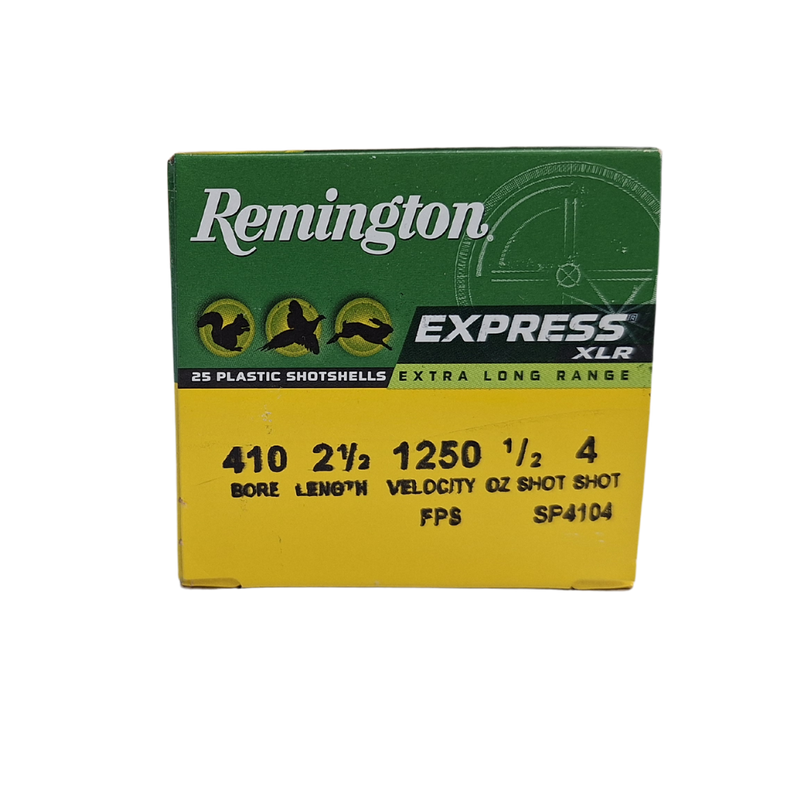 Remington®
EXPRESS®
XLR
25 PLASTIC SHOTSHELLS EXTRA LONG RANGE
410 2½ 1250 ½ 4
BORE LENGTH VELOCITY OZ SHOT SHOT
FPS SP4104